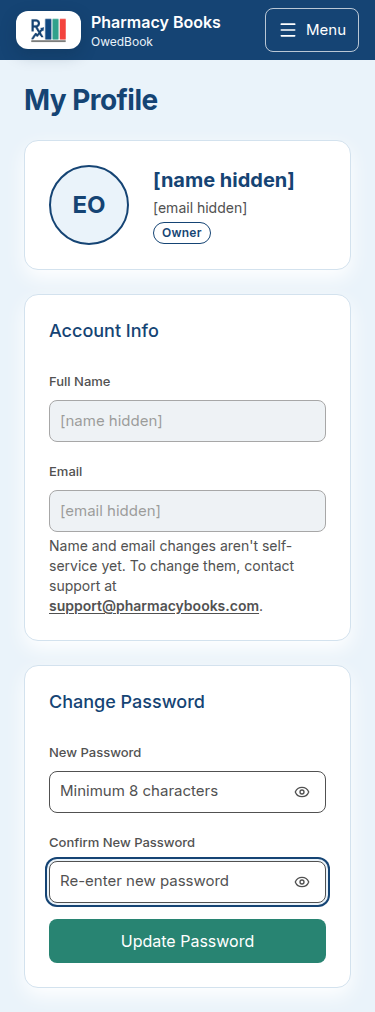 Rx
Pharmacy Books
OwedBook
Menu
My Profile
EO
[name hidden]
[email hidden]
Owner
Account Info
Full Name
[name hidden]
Email
[email hidden]
Name and email changes aren't self-
service yet. To change them, contact
support at
support@pharmacybooks.com.
Change Password
New Password
Minimum 8 characters
Confirm New Password
Re-enter new password
Update Password